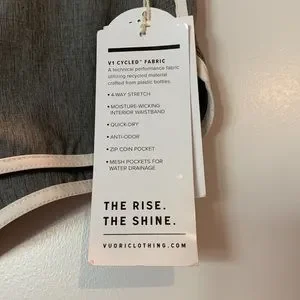 V1 CYCLED™ FABRIC
A technical performance fabric
utilizing recycled material
crafted from plastic bottles.
• 4-WAY STRETCH
• MOISTURE-WICKING
INTERIOR WAISTBAND
• QUICK-DRY
• ANTI-ODOR
• ZIP COIN POCKET
• MESH POCKETS FOR
WATER DRAINAGE
THE RISE.
THE SHINE.
VUORICLOTHING.COM